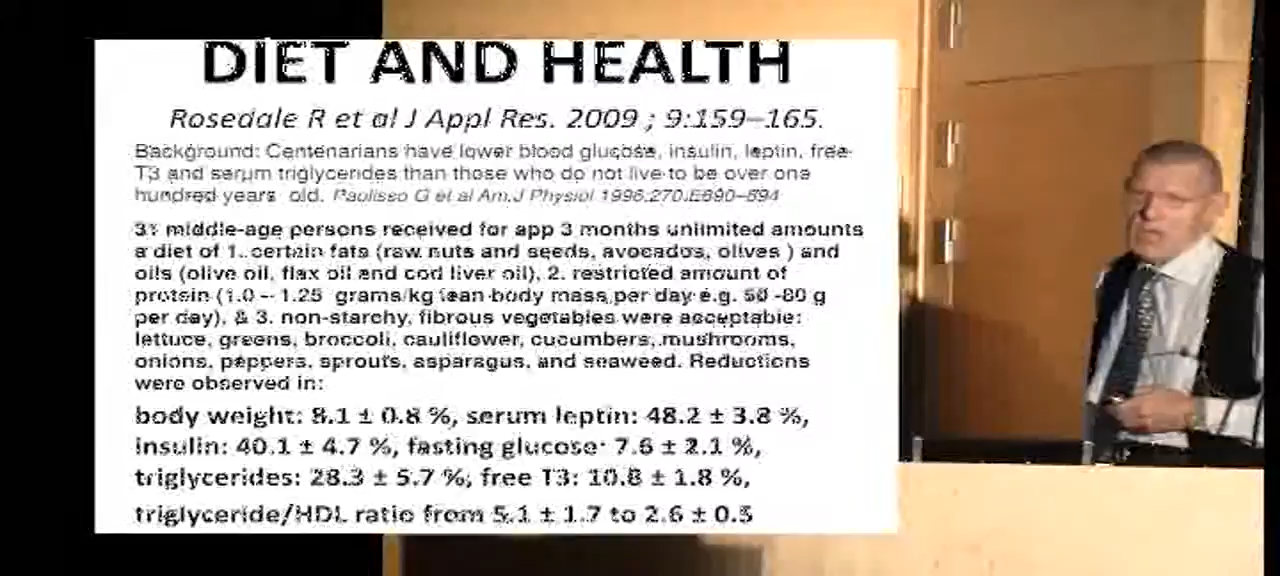 DIET AND HEALTH
Rosedale R et al J Appl Res. 2009 ; 9:159–165.
Background: Centenarians have lower blood glucose, insulin, leptin, free-
T3 and serum triglycerides than those who do not live to be over one
hundred years old. Paolisso G et al Am.J Physiol 1996;270:E890–894
31 middle-age persons received for app 3 months unlimited amounts
a diet of 1. certain fats (raw nuts and seeds, avocados, olives ) and
oils (olive oil, flax oil and cod liver oil), 2. restricted amount of
protein (1.0 – 1.25 grams/kg lean body mass per day e.g. 50 -80 g
per day), & 3. non-starchy, fibrous vegetables were acceptable:
lettuce, greens, broccoli, cauliflower, cucumbers, mushrooms,
onions, peppers, sprouts, asparagus, and seaweed. Reductions
were observed in:
body weight: 8.1 ± 0.8 %, serum leptin: 48.2 ± 3.8 %,
insulin: 40.1 ± 4.7 %, fasting glucose: 7.6 ± 2.1 %,
triglycerides: 28.3 ± 5.7 %, free T3: 10.8 ± 1.8 %,
triglyceride/HDL ratio from 5.1 ± 1.7 to 2.6 ± 0.5